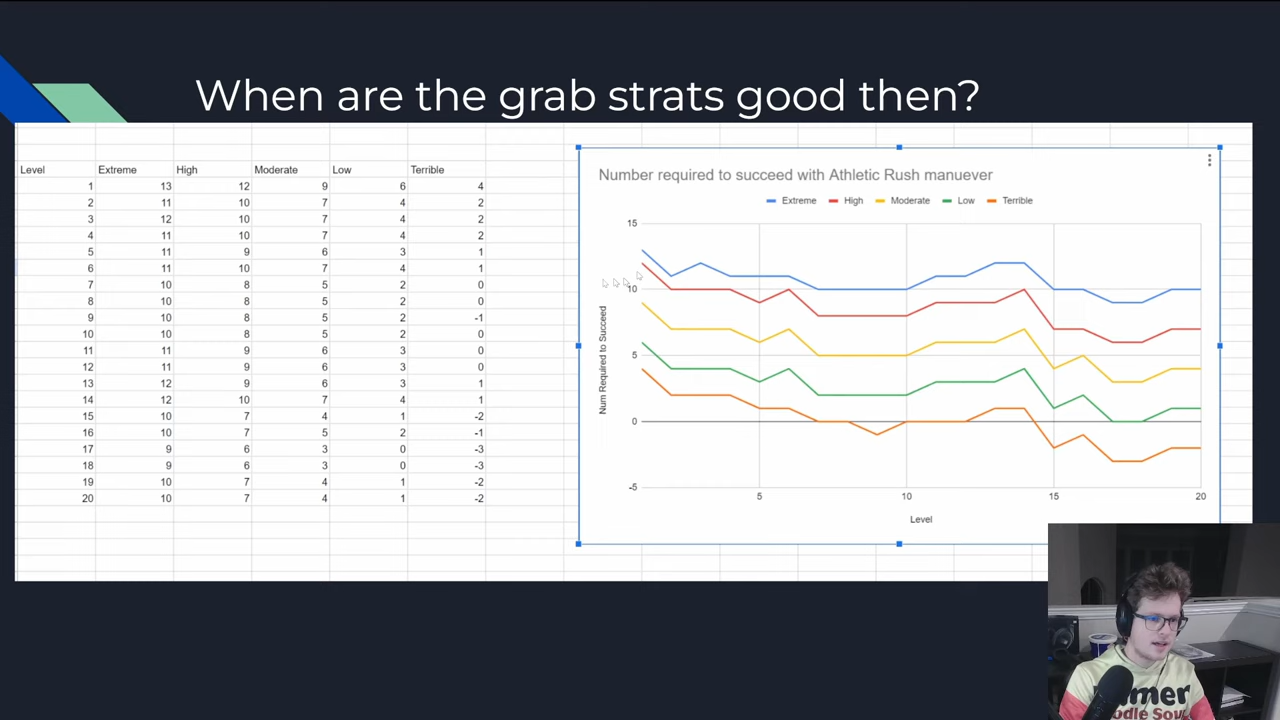 When are the grab strats good then?
Level Extreme High Moderate Low Terrible
1 13 12 9 6 4
2 11 10 7 4 2
3 12 10 7 4 2
4 11 10 7 4 2
5 11 9 6 3 1
6 11 10 7 4 1
7 10 8 5 2 0
8 10 8 5 2 0
9 10 8 5 2 -1
10 10 8 5 2 0
11 11 9 6 3 0
12 11 9 6 3 0
13 12 9 6 3 1
14 12 10 7 4 1
15 10 7 4 1 -2
16 10 7 5 2 -1
17 9 6 3 0 -3
18 9 6 3 0 -3
19 10 7 4 1 -2
20 10 7 4 1 -2
Number required to succeed with Athletic Rush manuever
Extreme High Moderate Low Terrible
Num Required to Succeed
15
10
5
0
-5
5 10 15 20
Level